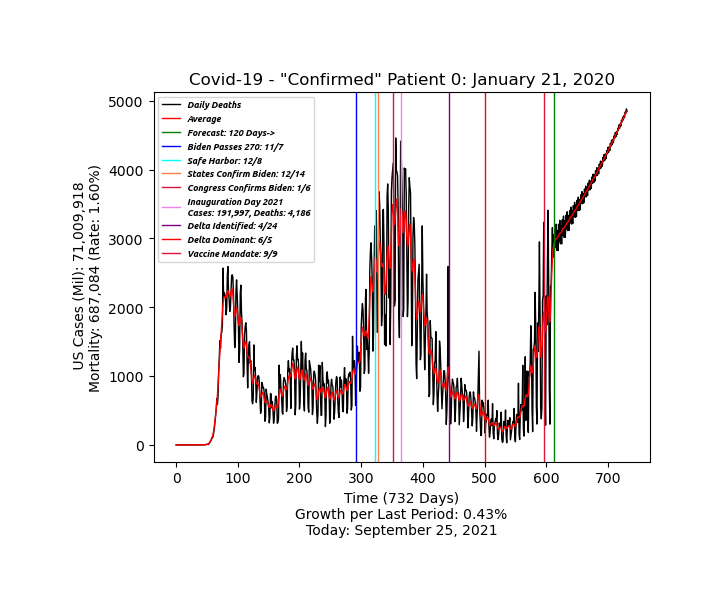 Covid-19 - "Confirmed" Patient 0: January 21, 2020
5000
4000
3000
2000
1000
0
US Cases (Mil): 71,009,918
Mortality: 687,084 (Rate: 1.60%)
Daily Deaths
Average
Forecast: 120 Days->
Biden Passes 270: 11/7
Safe Harbor: 12/8
States Confirm Biden: 12/14
Congress Confirms Biden: 1/6
Inauguration Day 2021
Cases: 191,997, Deaths: 4,186
Delta Identified: 4/24
Delta Dominant: 6/5
Vaccine Mandate: 9/9
0 100 200 300 400 500 600 700
Time (732 Days)
Growth per Last Period: 0.43%
Today: September 25, 2021